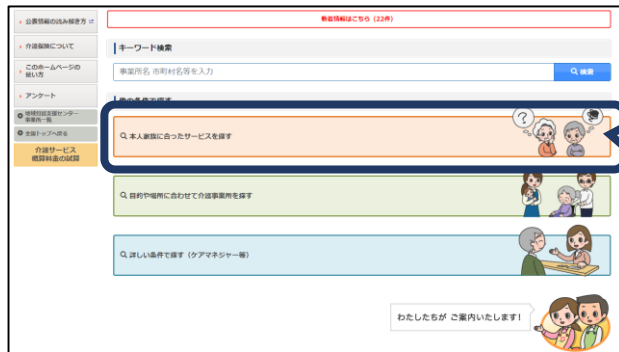 公表情報の読み解き方
介護保険について
このホームページの
使い方
アンケート
地域包括支援センター
事業所一覧
全国トップへ戻る
介護サービス
概算料金の試算
新着情報はこちら（22件）
キーワード検索
事業所名 市町村名等を入力
検索
他の条件で探す
本人家族に合ったサービスを探す
?
目的や場所に合わせて介護事業所を探す
詳しい条件で探す（ケアマネジャー等）
わたしたちが ご案内いたします!